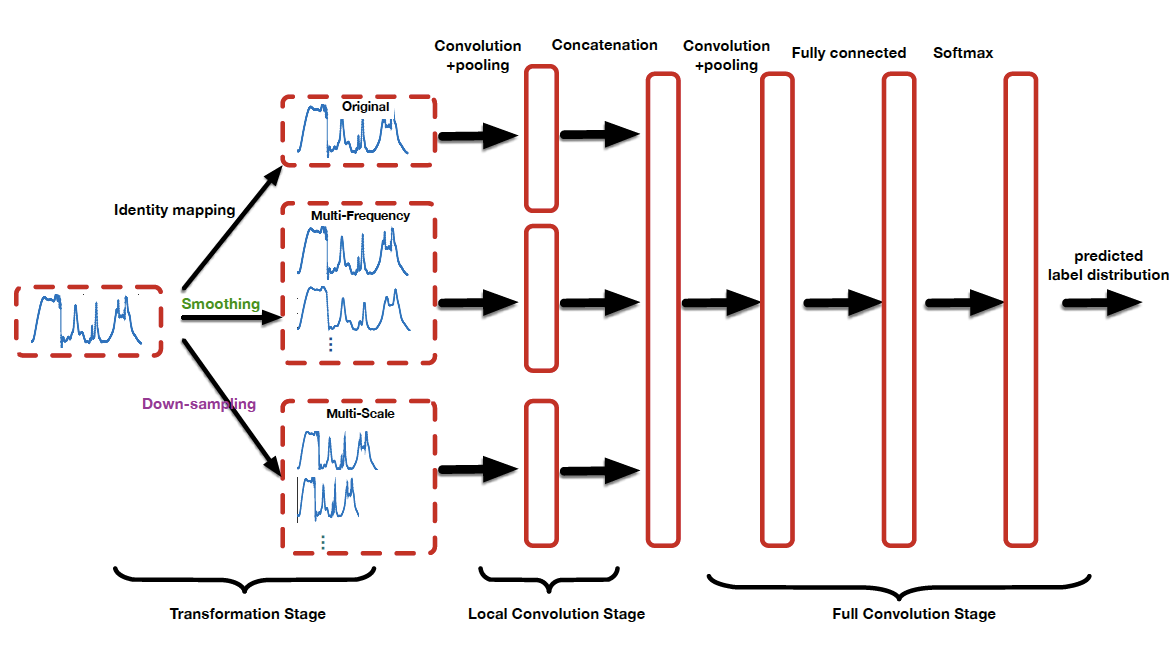 Convolution
+pooling
Concatenation
Convolution
+pooling
Fully connected
Softmax
Original
Identity mapping
Multi-Frequency
Smoothing
predicted
label distribution
Down-sampling
Multi-Scale
Transformation Stage
Local Convolution Stage
Full Convolution Stage